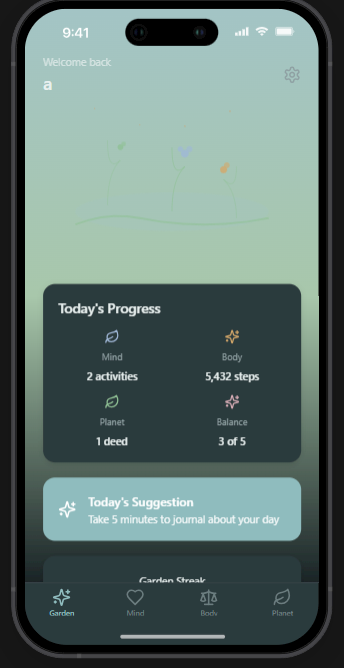 9:41
Welcome back
a
Today's Progress
Mind
Body
2 activities
5,432 steps
Planet
Balance
1 deed
3 of 5
Today's Suggestion
Take 5 minutes to journal about your day
Garden Streak
Garden
Mind
Body
Planet